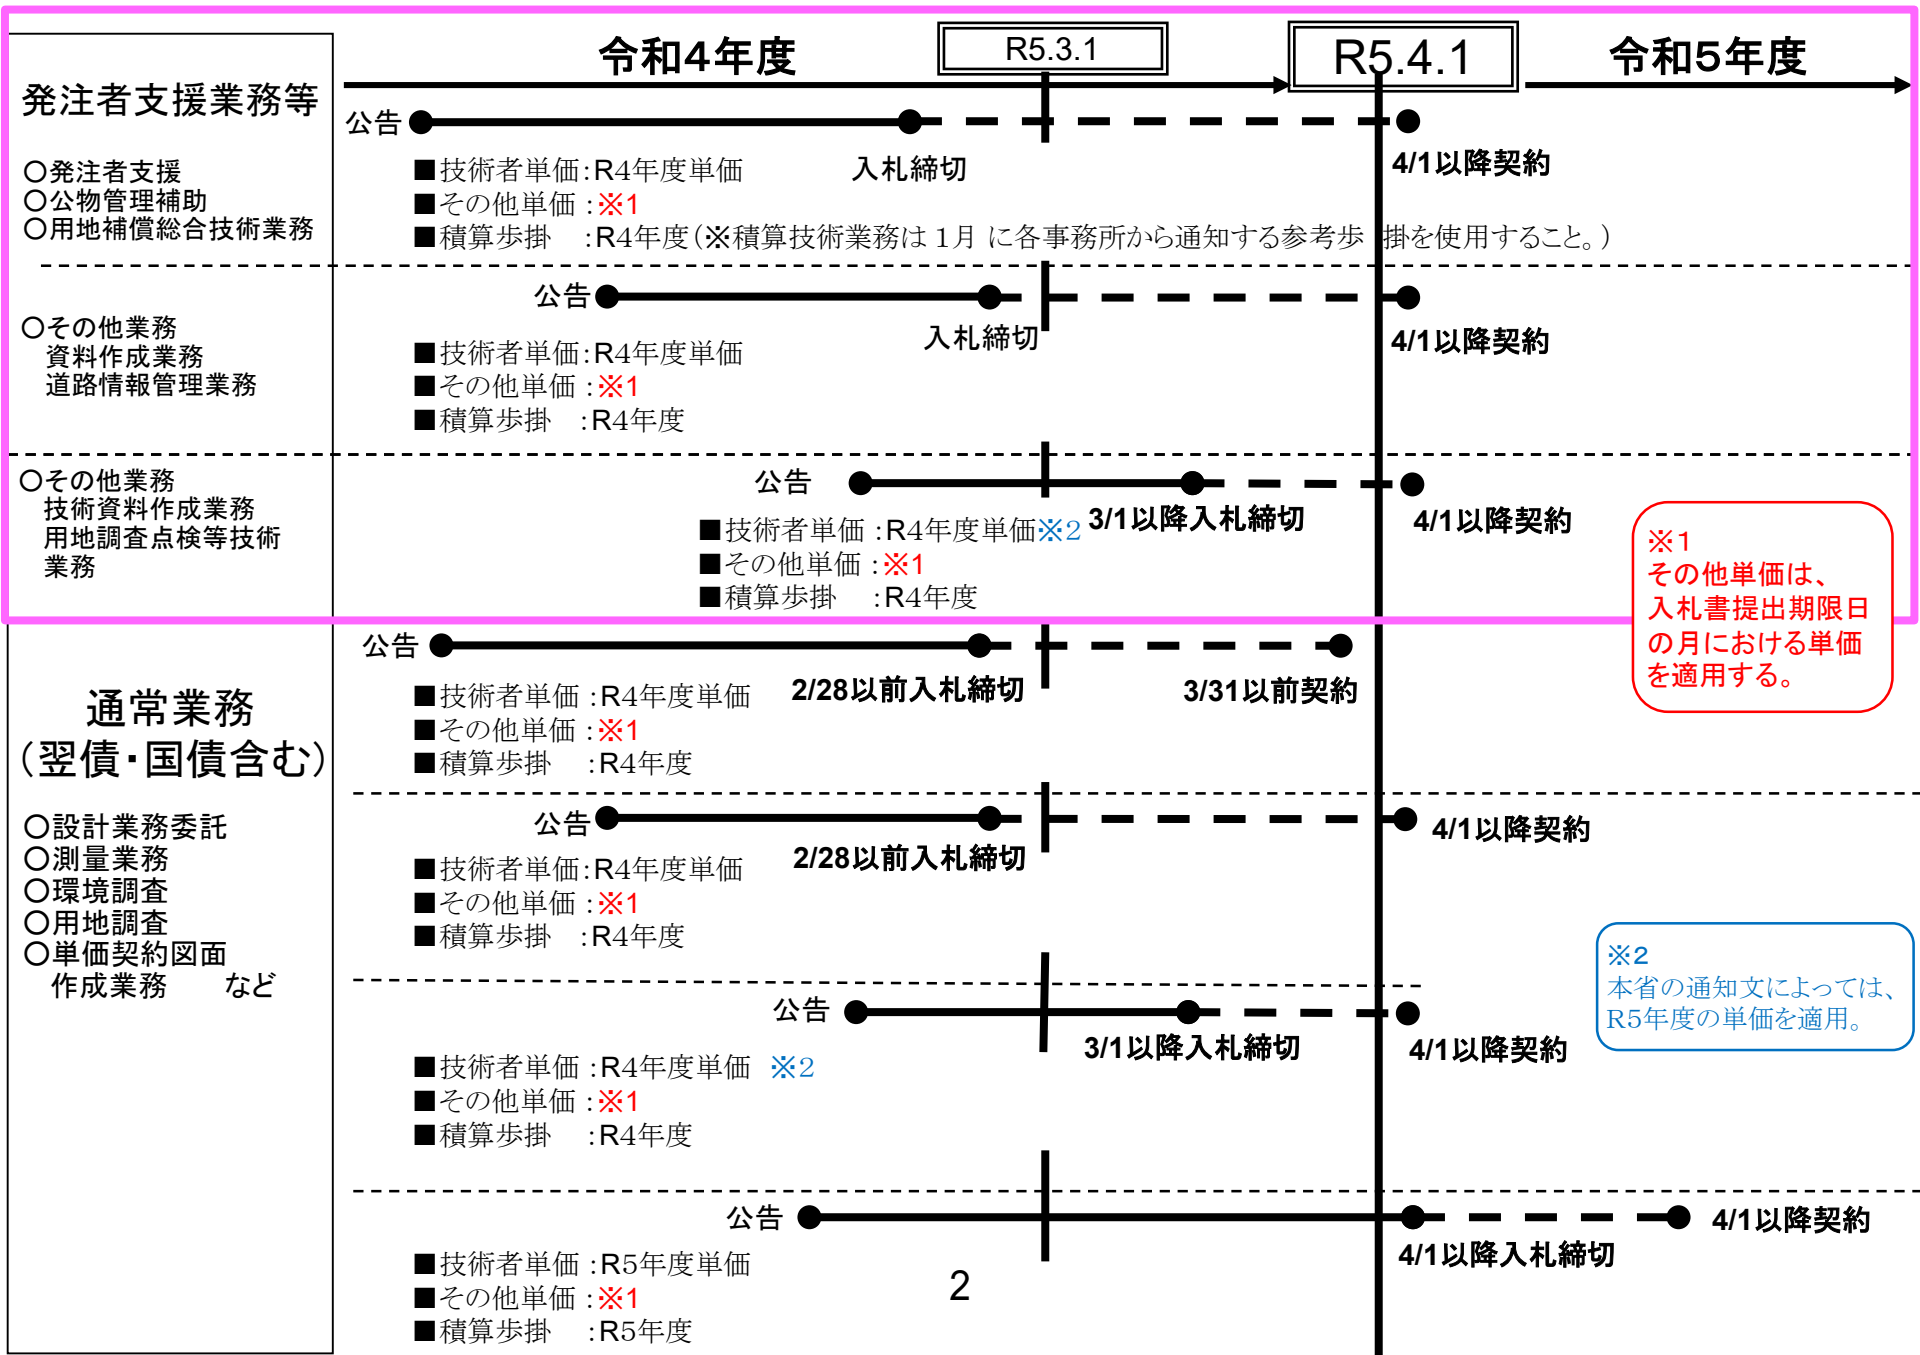 令和4年度
R5.3.1
R5.4.1
令和5年度
発注者支援業務等
○発注者支援
○公物管理補助
○用地補償総合技術業務
公告
入札締切
4/1以降契約
■技術者単価:R4年度単価
■その他単価:※1
■積算歩掛 :R4年度(※積算技術業務は 1月 に各事務所から通知する参考歩 掛を使用すること。)
○その他業務
資料作成業務
道路情報管理業務
公告
入札締切
4/1以降契約
■技術者単価:R4年度単価
■その他単価:※1
■積算歩掛 :R4年度
○その他業務
技術資料作成業務
用地調査点検等技術
業務
公告
3/1以降入札締切
4/1以降契約
■技術者単価:R4年度単価※2
■その他単価:※1
■積算歩掛 :R4年度
※1
その他単価は、
入札書提出期限日
の月における単価
を適用する。
通常業務
(翌債・国債含む)
○設計業務委託
○測量業務
○環境調査
○用地調査
○単価契約図面
作成業務 など
公告
2/28以前入札締切
3/31以前契約
■技術者単価:R4年度単価
■その他単価:※1
■積算歩掛 :R4年度
公告
2/28以前入札締切
4/1以降契約
■技術者単価:R4年度単価
■その他単価:※1
■積算歩掛 :R4年度
※2
本省の通知文によっては、
R5年度の単価を適用。
公告
3/1以降入札締切
4/1以降契約
■技術者単価:R4年度単価 ※2
■その他単価:※1
■積算歩掛 :R4年度
公告
4/1以降入札締切
4/1以降契約
■技術者単価:R5年度単価
■その他単価:※1
■積算歩掛 :R5年度
2